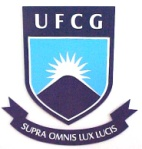 UFCG
SUPRA OMNIS LUX LUCIS